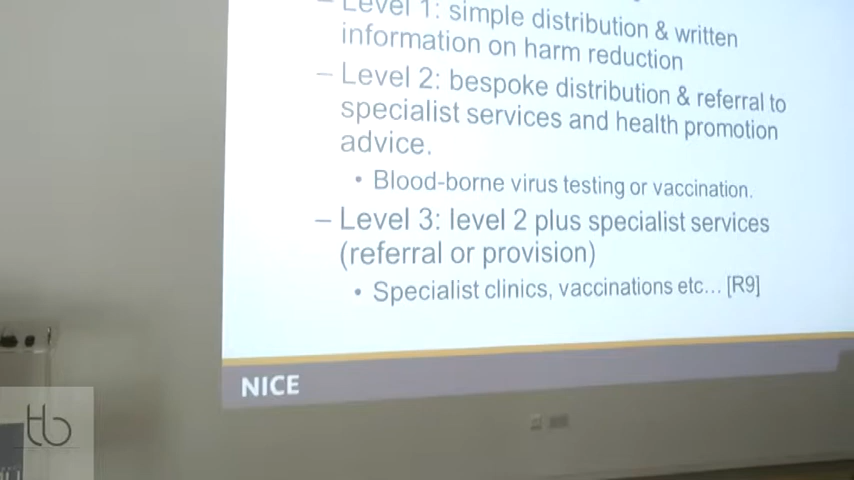 – Level 1: simple distribution & written
information on harm reduction
– Level 2: bespoke distribution & referral to
specialist services and health promotion
advice.
• Blood-borne virus testing or vaccination.
– Level 3: level 2 plus specialist services
(referral or provision)
• Specialist clinics, vaccinations etc... [R9]
NICE
tb